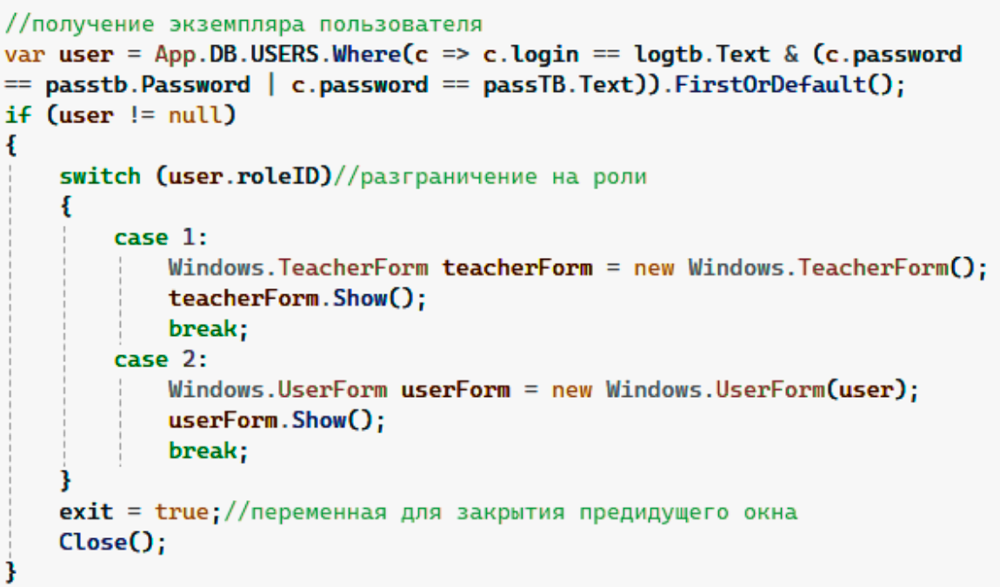 //получение экземпляра пользователя
var user = App.DB.USERS.Where(c => c.login == logtb.Text & (c.password
== passtb.Password | c.password == passTB.Text)).FirstOrDefault();
if (user != null)
{
    switch (user.roleID)//разграничение на роли
    {
        case 1:
            Windows.TeacherForm teacherForm = new Windows.TeacherForm();
            teacherForm.Show();
            break;
        case 2:
            Windows.UserForm userForm = new Windows.UserForm(user);
            userForm.Show();
            break;
    }
    exit = true;//переменная для закрытия предидущего окна
    Close();
}